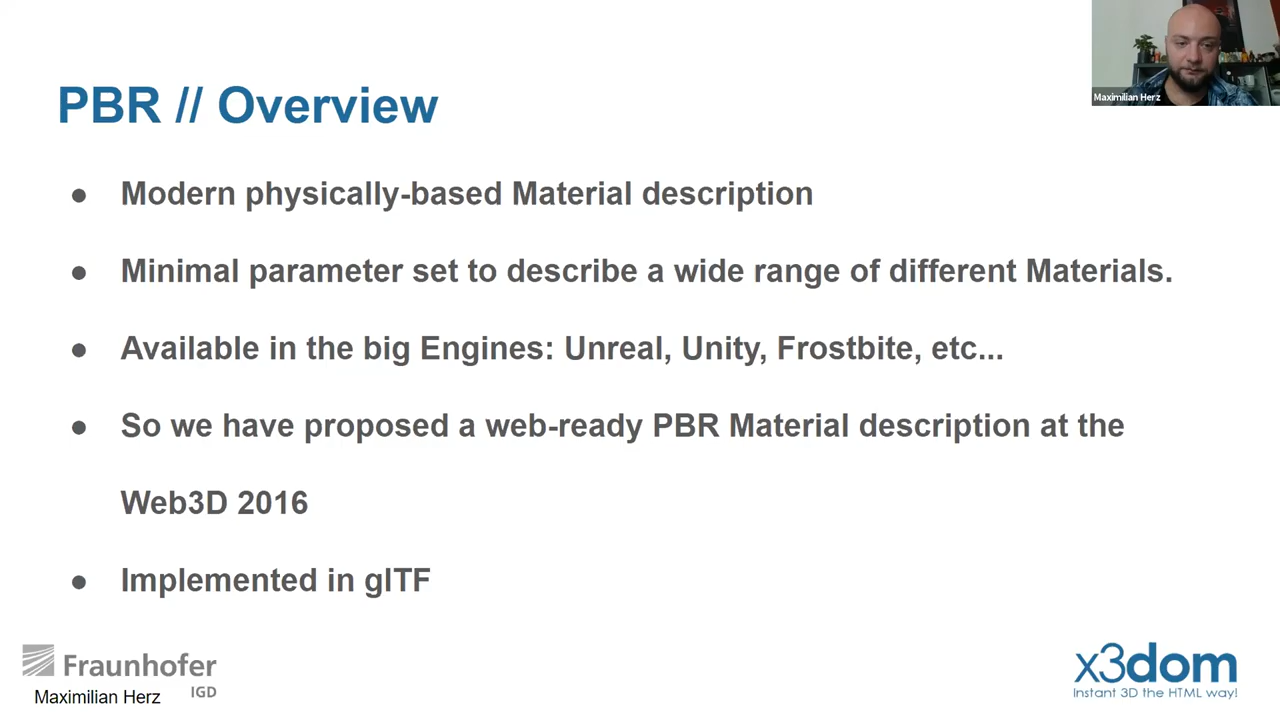 Maximilian Herz
PBR // Overview
● Modern physically-based Material description
● Minimal parameter set to describe a wide range of different Materials.
● Available in the big Engines: Unreal, Unity, Frostbite, etc...
● So we have proposed a web-ready PBR Material description at the
Web3D 2016
● Implemented in glTF
Fraunhofer
IGD
Maximilian Herz
x3dom
Instant 3D the HTML way!